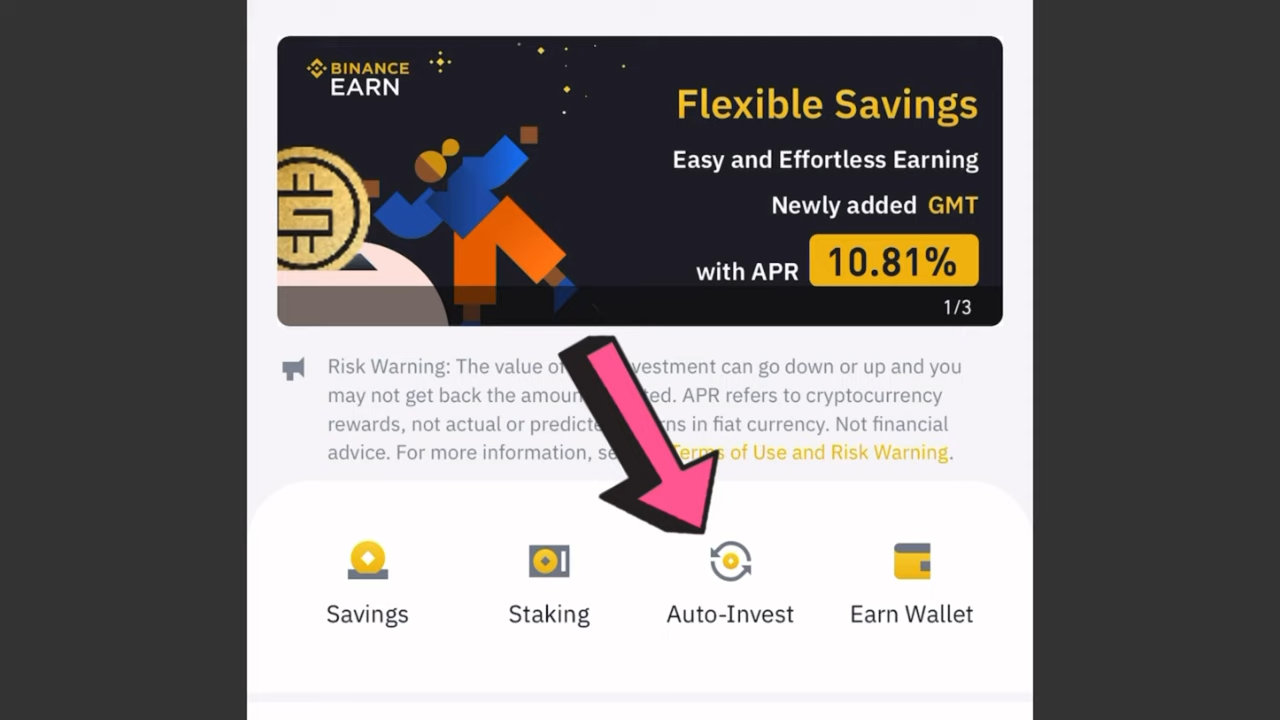 BINANCE
EARN
Flexible Savings
Easy and Effortless Earning
Newly added GMT
with APR 10.81%
1/3
Risk Warning: The value of vestment can go down or up and you
may not get back the amoun ted. APR refers to cryptocurrency
rewards, not actual or predicte ns in fiat currency. Not financial
advice. For more information, se Terms of Use and Risk Warning.
Savings
Staking
Auto-Invest
Earn Wallet